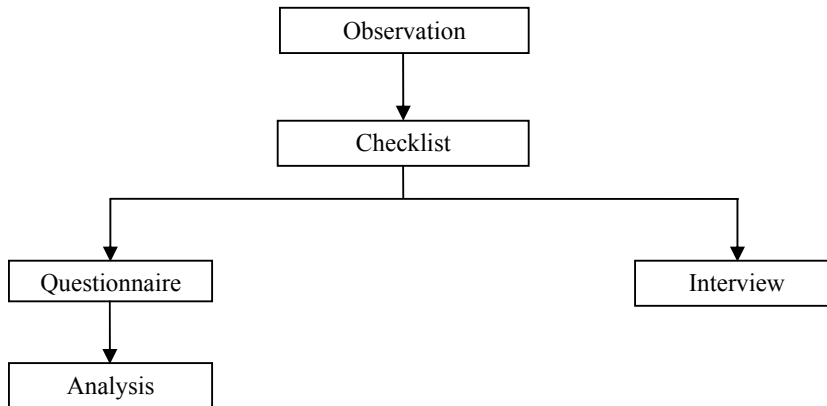 Observation
Checklist
Questionnaire
Interview
Analysis